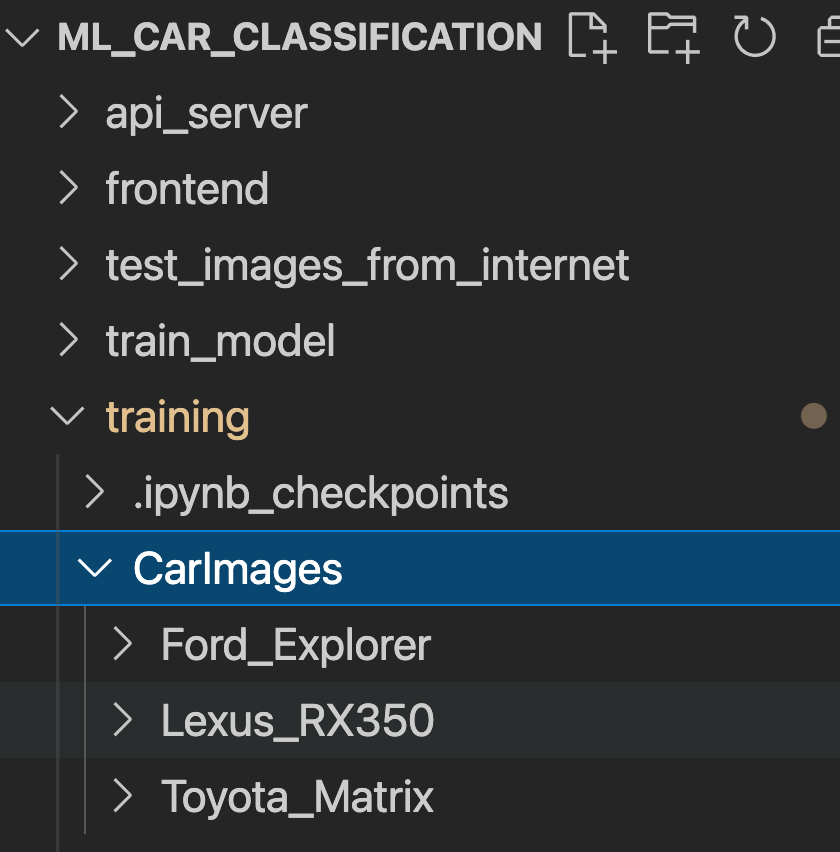 ML_CAR_CLASSIFICATION
api_server
frontend
test_images_from_internet
train_model
training
.ipynb_checkpoints
CarImages
Ford_Explorer
Lexus_RX350
Toyota_Matrix